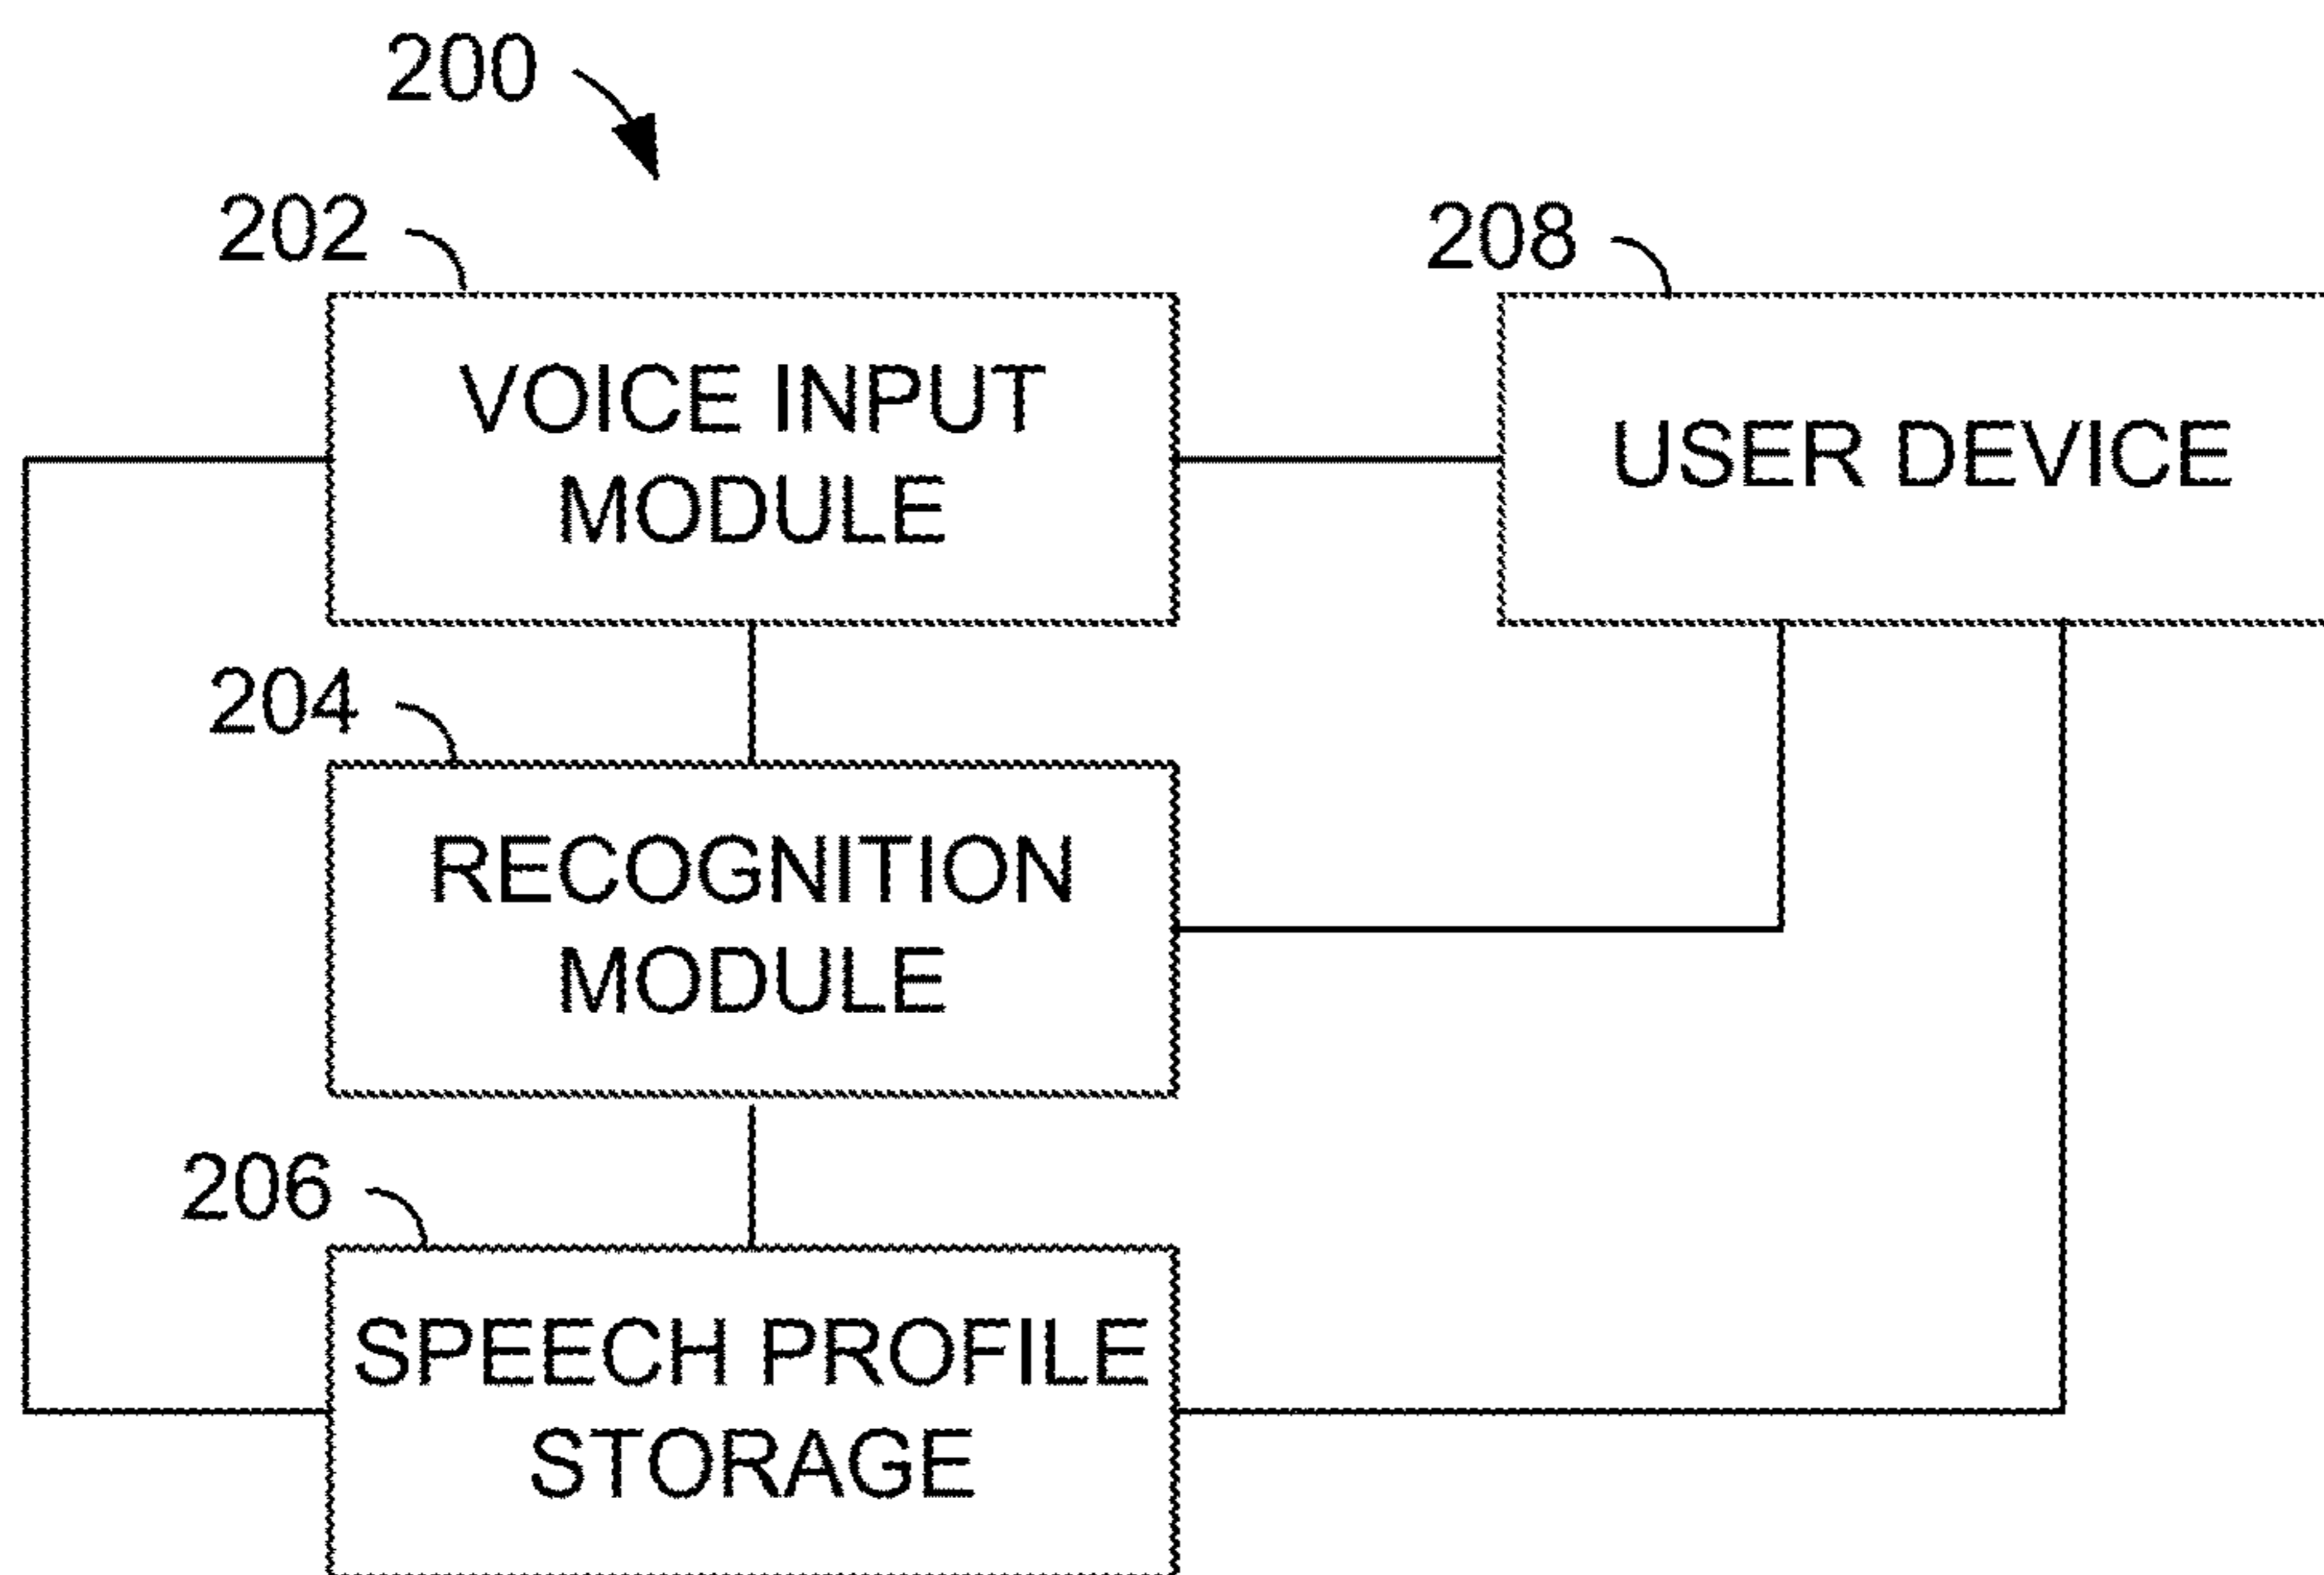 200
202
208
VOICE INPUT
MODULE
USER DEVICE
204
RECOGNITION
MODULE
206
SPEECH PROFILE
STORAGE